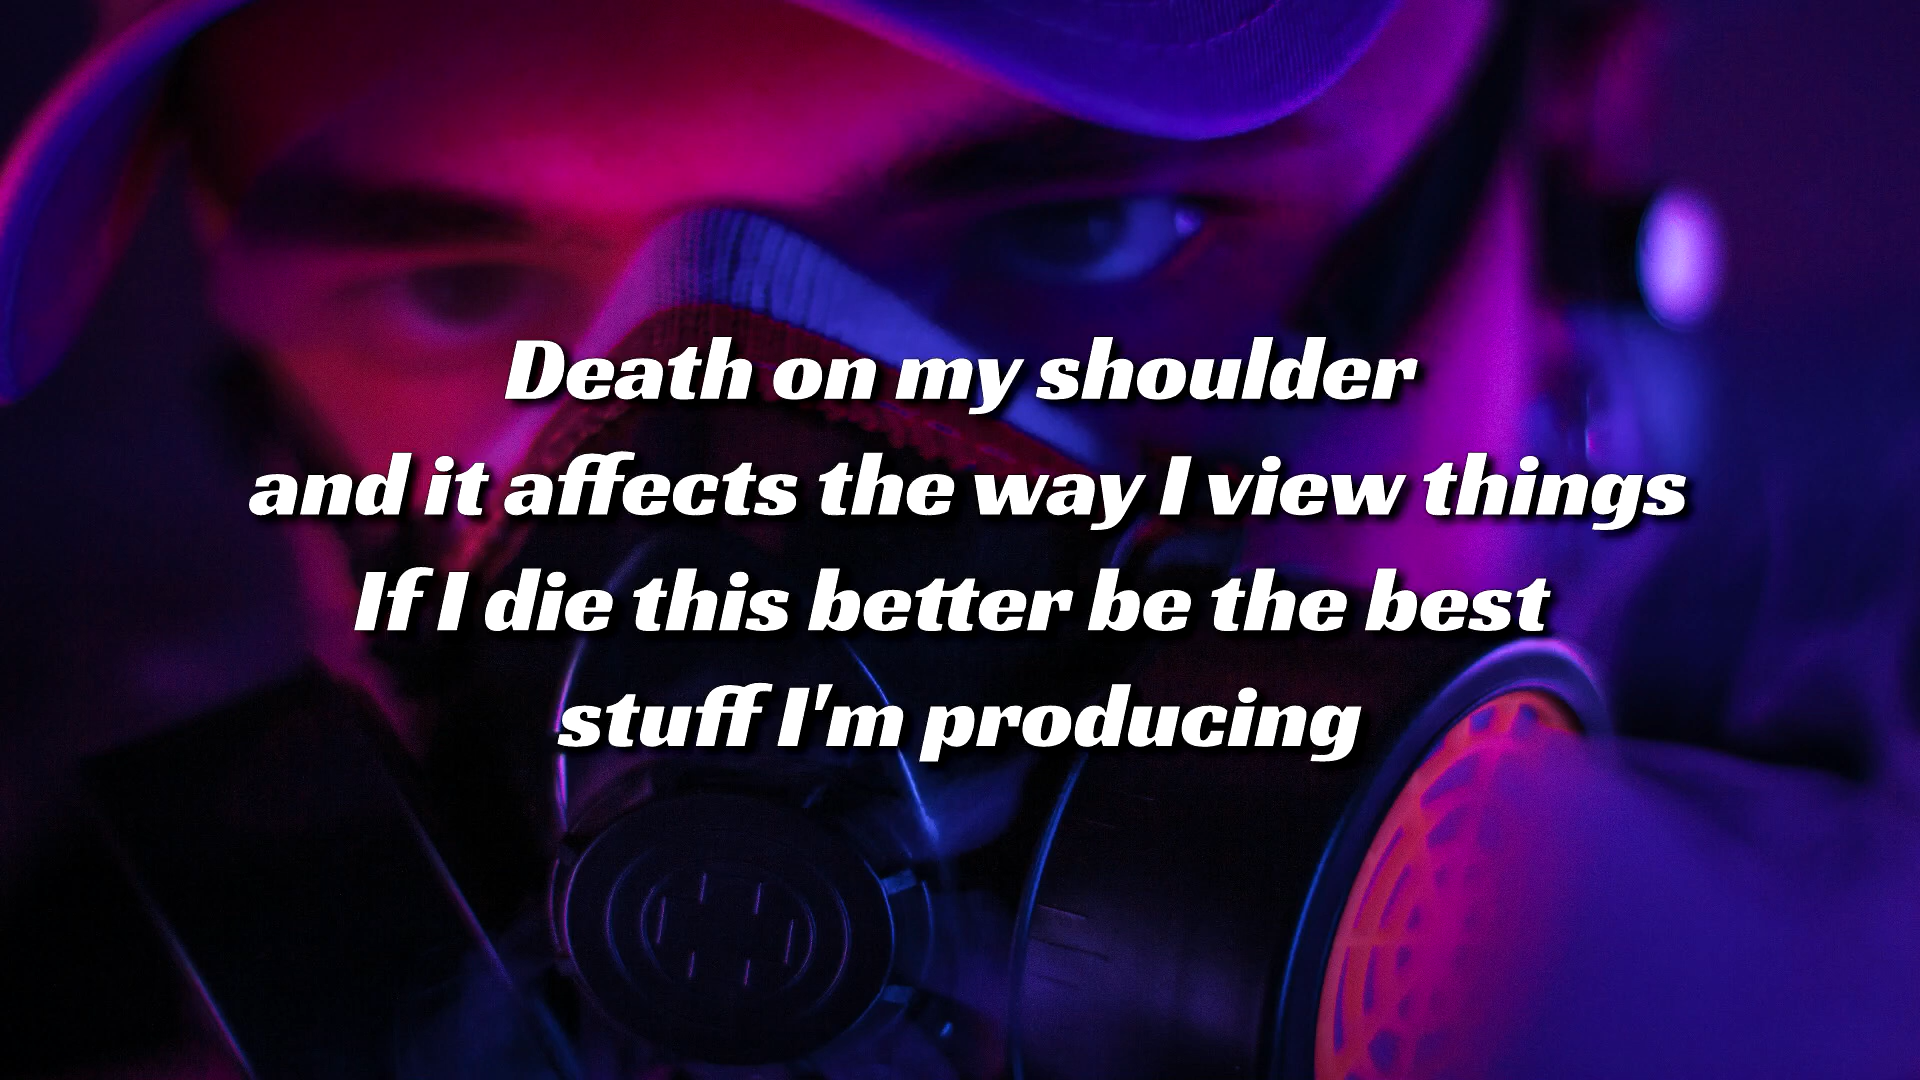 Death on my shoulder
and it affects the way I view things
If I die this better be the best
stuff I'm producing